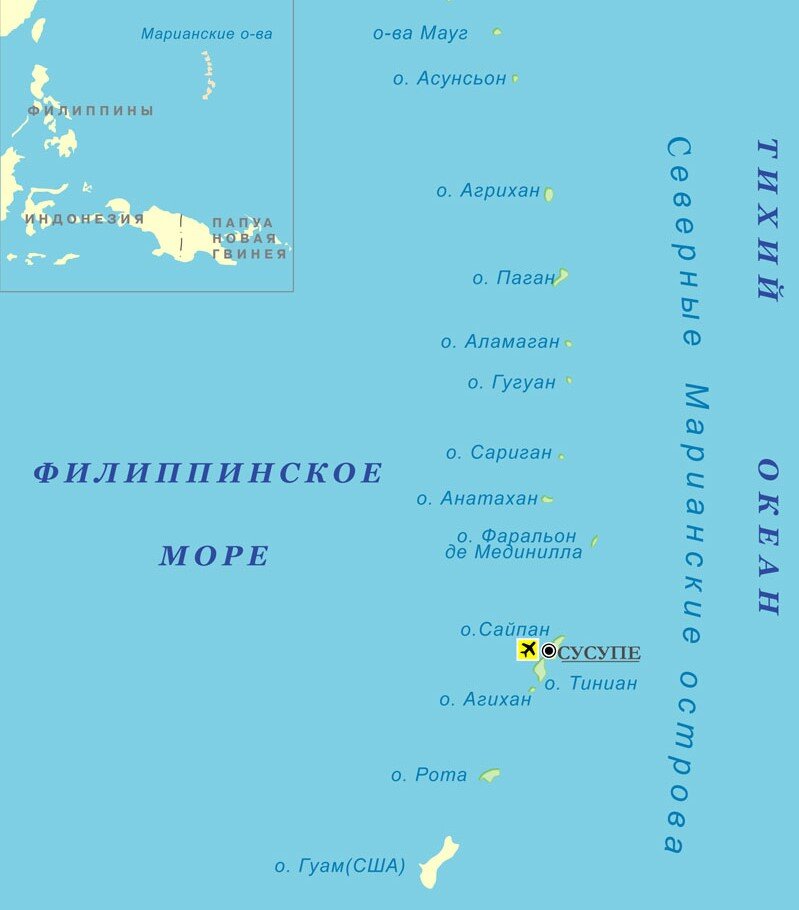 Марианские о-ва
ФИЛИППИНЫ
ИНДОНЕЗИЯ
ПАПУА
НОВАЯ
ГВИНЕЯ
о-ва Мауг
о. Асунсьон
о. Агрихан
о. Паган
о. Аламаган
о. Гугуан
о. Сариган
о. Анатахан
о. Фаральон
де Мединилла
о.Сайпан
СУСУПЕ
о. Тиниан
о. Агихан
о. Рота
о. Гуам(США)
ФИЛИППИНСКОЕ
МОРЕ
Северные Марианские острова
ТИХИЙ ОКЕАН